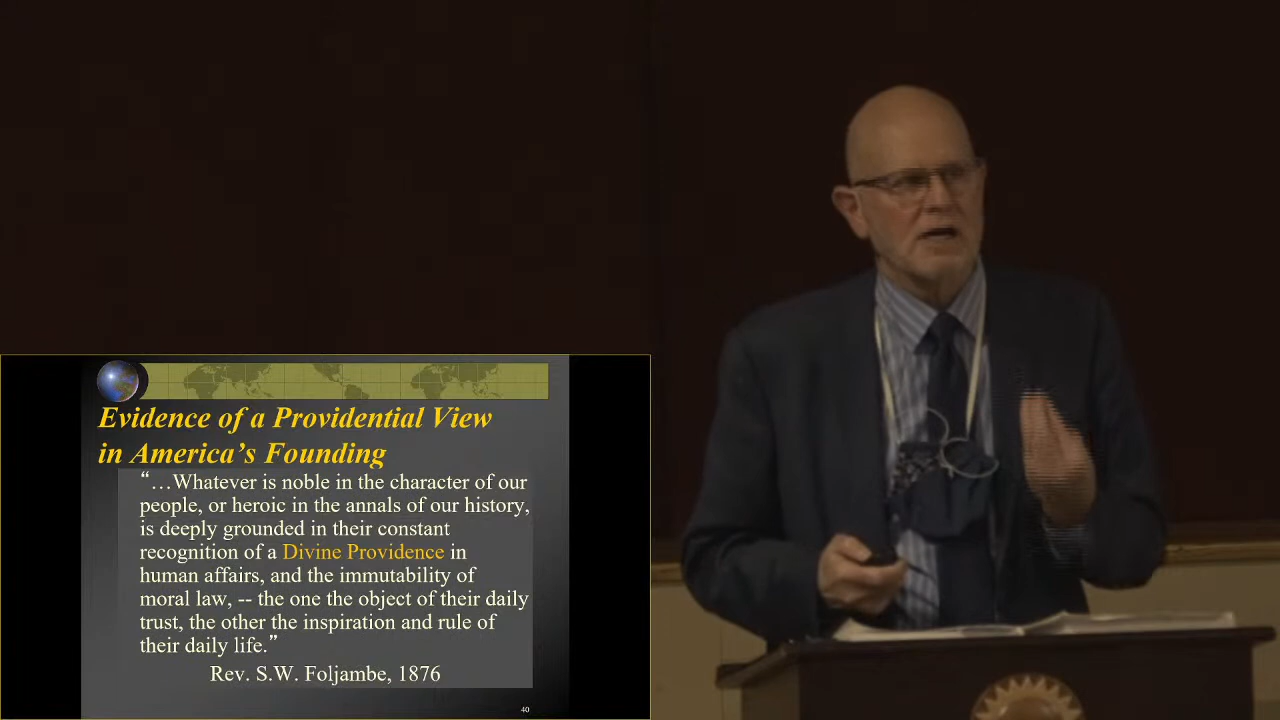 Evidence of a Providential View
in America’s Founding
“…Whatever is noble in the character of our
people, or heroic in the annals of our history,
is deeply grounded in their constant
recognition of a Divine Providence in
human affairs, and the immutability of
moral law, -- the one the object of their daily
trust, the other the inspiration and rule of
their daily life.”
Rev. S.W. Foljambe, 1876
40